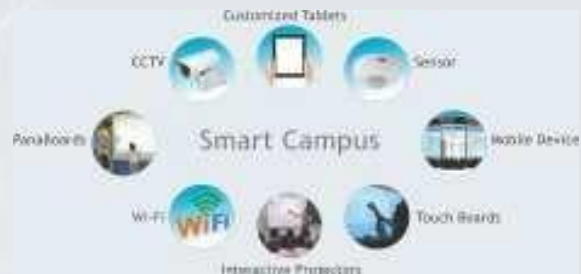 Customized Tablets
CCTV
Sensor
PanaBoards
Smart Campus
Mobile Device
Wi-Fi
WiFi
Touch Boards
Interactive Projectors